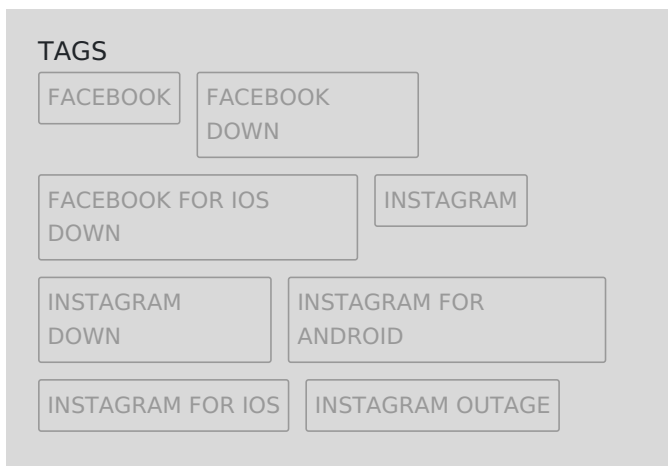 TAGS
FACEBOOK
FACEBOOK
DOWN
FACEBOOK FOR IOS
DOWN
INSTAGRAM
INSTAGRAM
DOWN
INSTAGRAM FOR
ANDROID
INSTAGRAM FOR IOS
INSTAGRAM OUTAGE